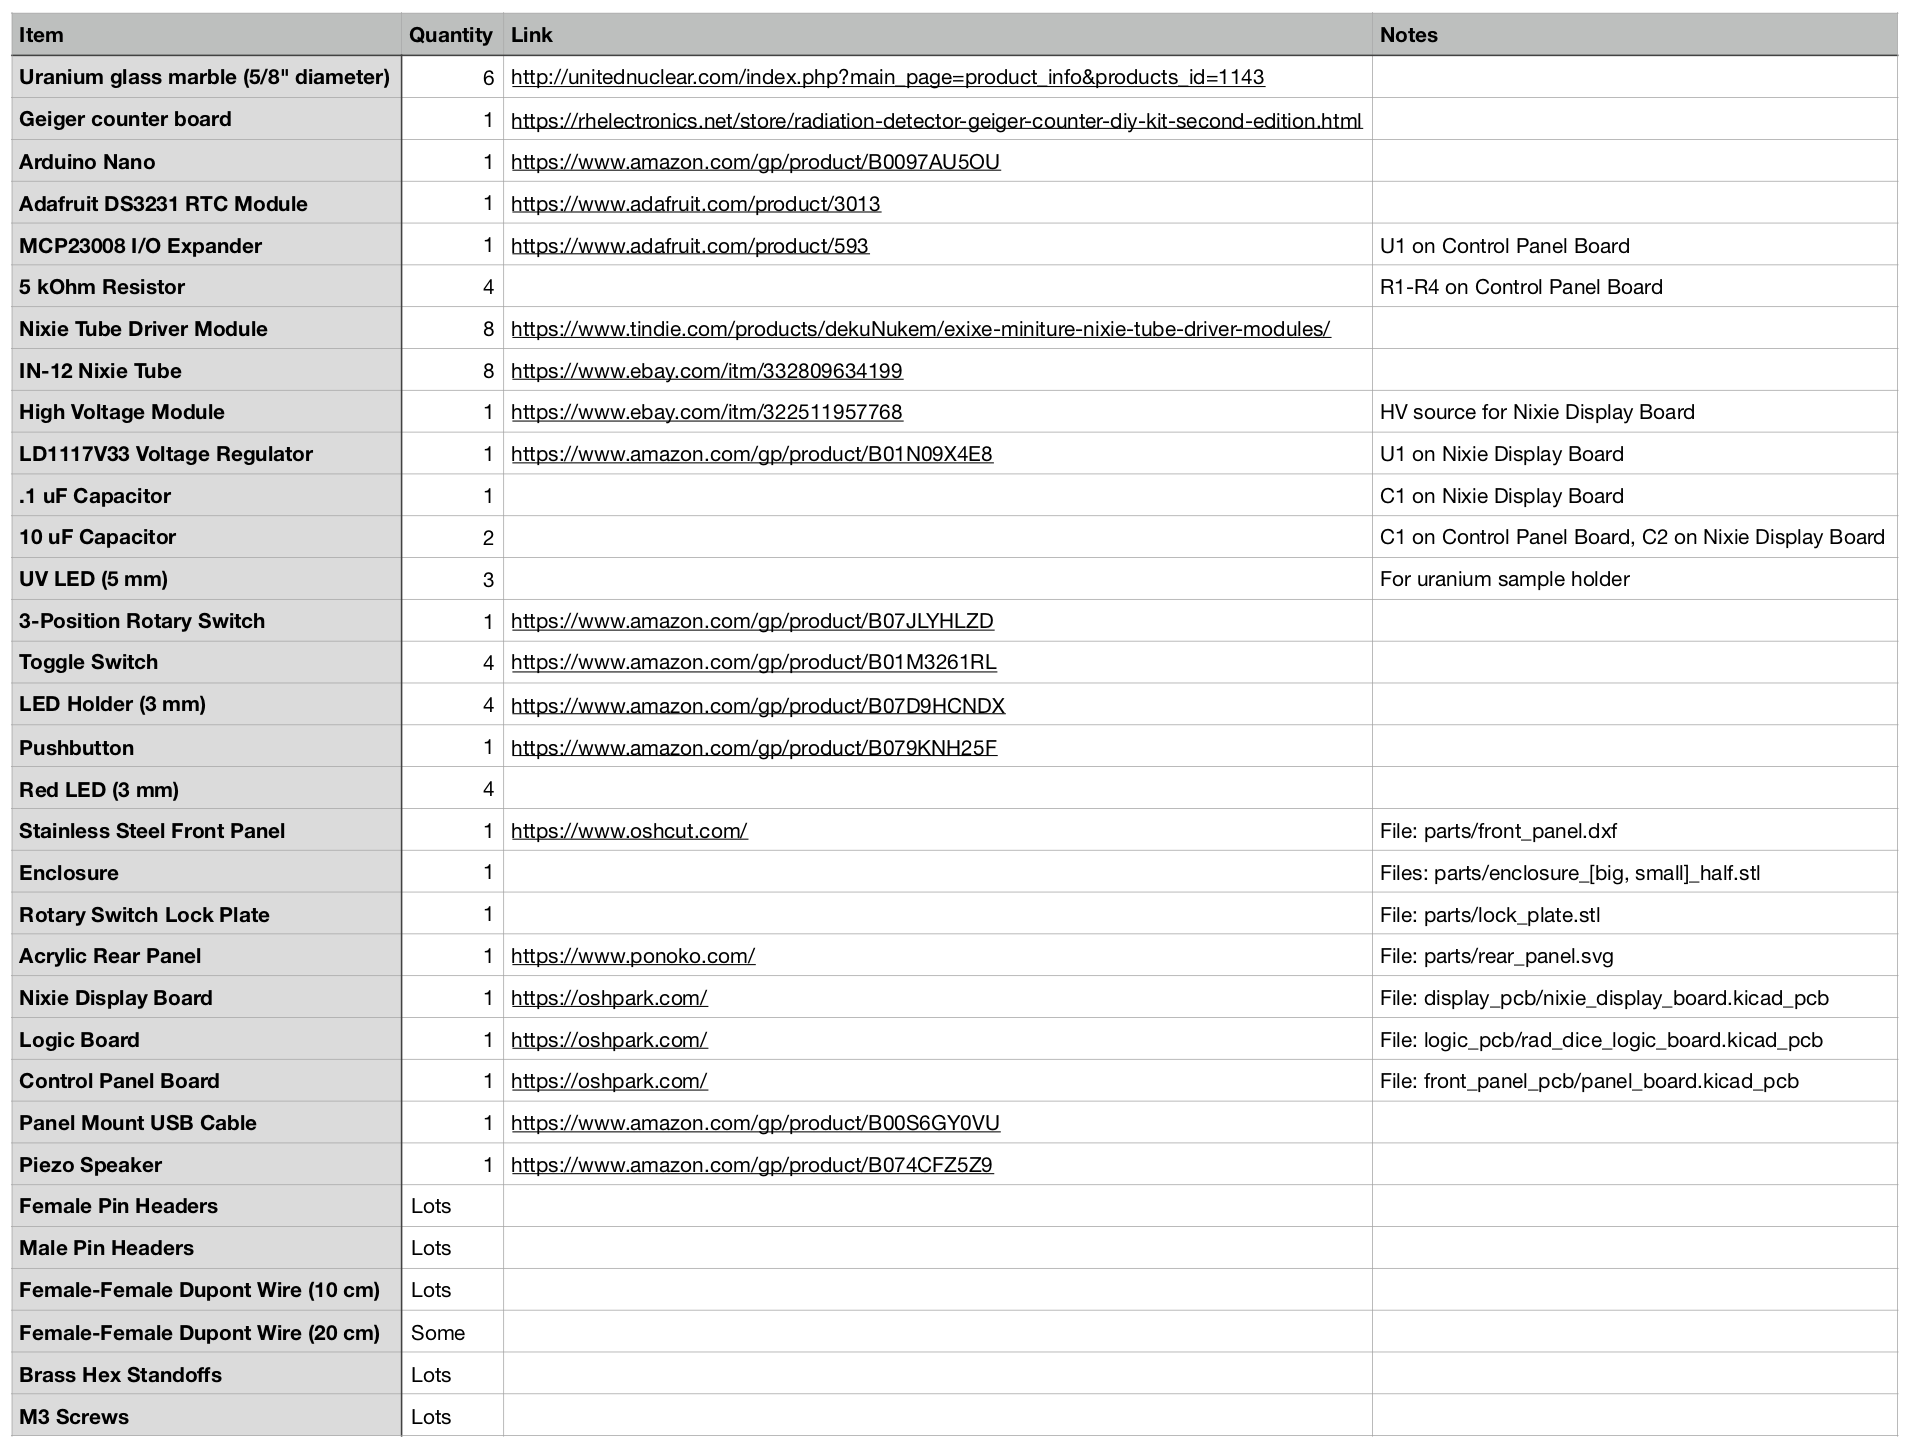 Item Quantity Link Notes
Uranium glass marble (5/8" diameter) 6 http://unitednuclear.com/index.php?main_page=product_info&products_id=1143
Geiger counter board 1 https://rhelectronics.net/store/radiation-detector-geiger-counter-diy-kit-second-edition.html
Arduino Nano 1 https://www.amazon.com/gp/product/B0097AU5OU
Adafruit DS3231 RTC Module 1 https://www.adafruit.com/product/3013
MCP23008 I/O Expander 1 https://www.adafruit.com/product/593 U1 on Control Panel Board
5 kOhm Resistor 4 R1-R4 on Control Panel Board
Nixie Tube Driver Module 8 https://www.tindie.com/products/dekuNukem/exixe-miniture-nixie-tube-driver-modules/
IN-12 Nixie Tube 8 https://www.ebay.com/itm/332809634199
High Voltage Module 1 https://www.ebay.com/itm/322511957768 HV source for Nixie Display Board
LD1117V33 Voltage Regulator 1 https://www.amazon.com/gp/product/B01N09X4E8 U1 on Nixie Display Board
.1 uF Capacitor 1 C1 on Nixie Display Board
10 uF Capacitor 2 C1 on Control Panel Board, C2 on Nixie Display Board
UV LED (5 mm) 3 For uranium sample holder
3-Position Rotary Switch 1 https://www.amazon.com/gp/product/B07JLYHLZD
Toggle Switch 4 https://www.amazon.com/gp/product/B01M3261RL
LED Holder (3 mm) 4 https://www.amazon.com/gp/product/B07D9HCNDX
Pushbutton 1 https://www.amazon.com/gp/product/B079KNH25F
Red LED (3 mm) 4
Stainless Steel Front Panel 1 https://www.oshcut.com/ File: parts/front_panel.dxf
Enclosure 1 Files: parts/enclosure_[big, small]_half.stl
Rotary Switch Lock Plate 1 File: parts/lock_plate.stl
Acrylic Rear Panel 1 https://www.ponoko.com/ File: parts/rear_panel.svg
Nixie Display Board 1 https://oshpark.com/ File: display_pcb/nixie_display_board.kicad_pcb
Logic Board 1 https://oshpark.com/ File: logic_pcb/rad_dice_logic_board.kicad_pcb
Control Panel Board 1 https://oshpark.com/ File: front_panel_pcb/panel_board.kicad_pcb
Panel Mount USB Cable 1 https://www.amazon.com/gp/product/B00S6GY0VU
Piezo Speaker 1 https://www.amazon.com/gp/product/B074CFZ5Z9
Female Pin Headers Lots
Male Pin Headers Lots
Female-Female Dupont Wire (10 cm) Lots
Female-Female Dupont Wire (20 cm) Some
Brass Hex Standoffs Lots
M3 Screws Lots